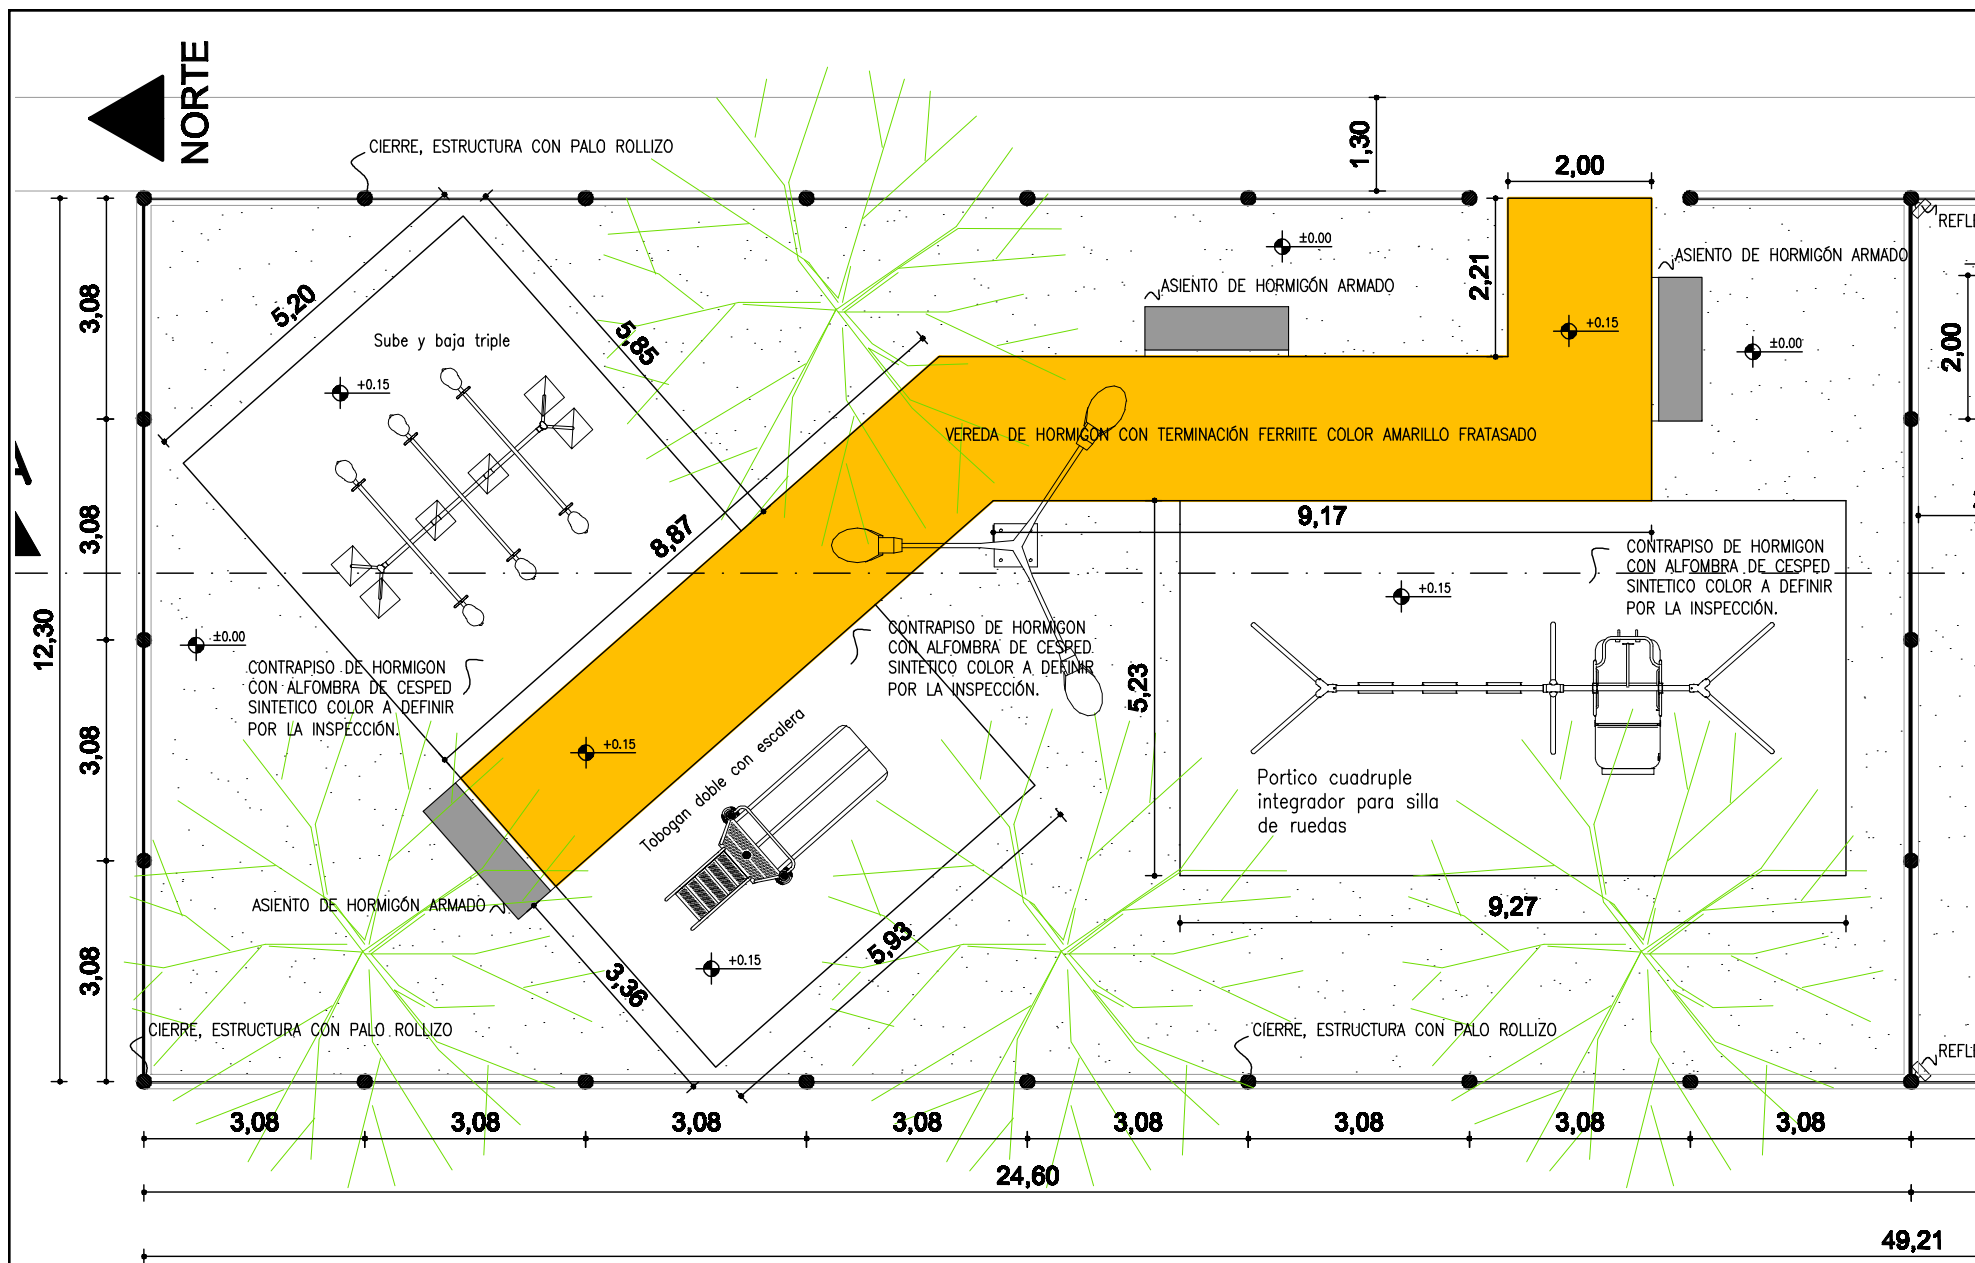 NORTE
CIERRE, ESTRUCTURA CON PALO ROLLIZO
1,30
2,00
±0.00
REFLE
ASIENTO DE HORMIGÓN ARMADO
ASIENTO DE HORMIGÓN ARMADO
2,21
3,08
5,20
5,85
Sube y baja triple
+0.15
+0.15
±0.00
2,00
A
VEREDA DE HORMIGON CON TERMINACIÓN FERRIITE COLOR AMARILLO FRATASADO
3,08
8,87
9,17
CONTRAPISO DE HORMIGON
CON ALFOMBRA DE CESPED
SINTETICO COLOR A DEFINIR
POR LA INSPECCIÓN.
+0.15
12,30
±0.00
CONTRAPISO DE HORMIGON
CON ALFOMBRA DE CESPED
SINTETICO COLOR A DEFINIR
POR LA INSPECCIÓN.
CONTRAPISO DE HORMIGON
CON ALFOMBRA DE CESPED
SINTETICO COLOR A DEFINIR
POR LA INSPECCIÓN.
5,23
3,08
+0.15
Tobogan doble con escalera
Portico cuadruple
integrador para silla
de ruedas
ASIENTO DE HORMIGÓN ARMADO
9,27
5,93
3,36
+0.15
3,08
CIERRE, ESTRUCTURA CON PALO ROLLIZO
CIERRE, ESTRUCTURA CON PALO ROLLIZO
REFLE
3,08 3,08 3,08 3,08 3,08 3,08 3,08 3,08
24,60
49,21